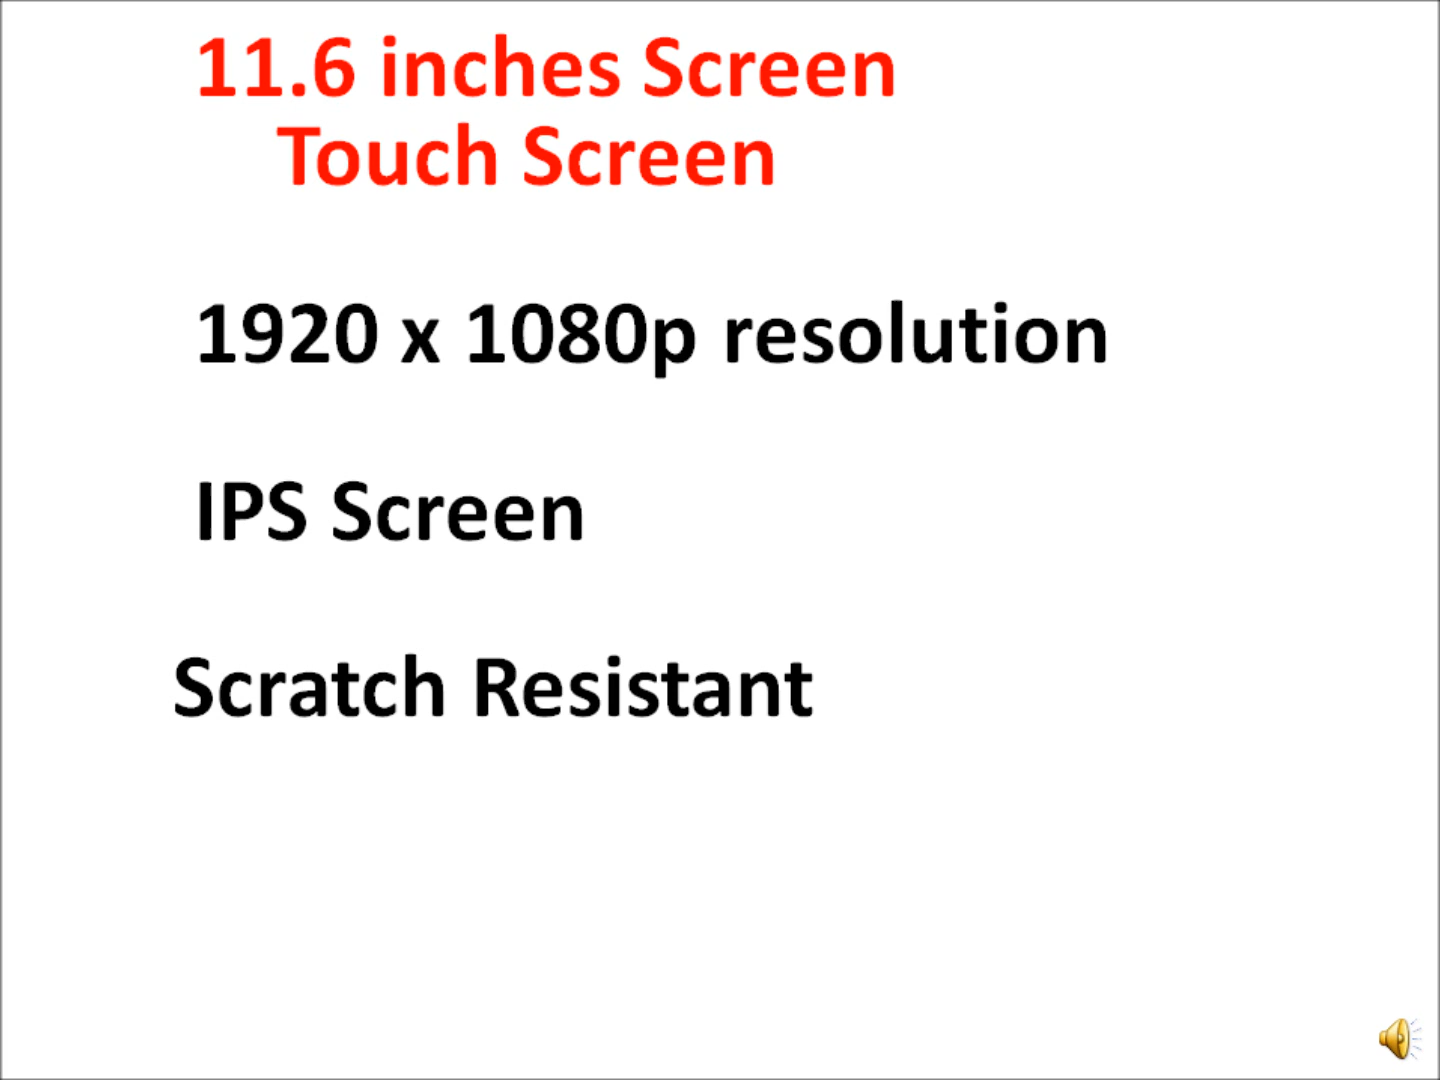 11.6 inches Screen
Touch Screen
1920 x 1080p resolution
IPS Screen
Scratch Resistant